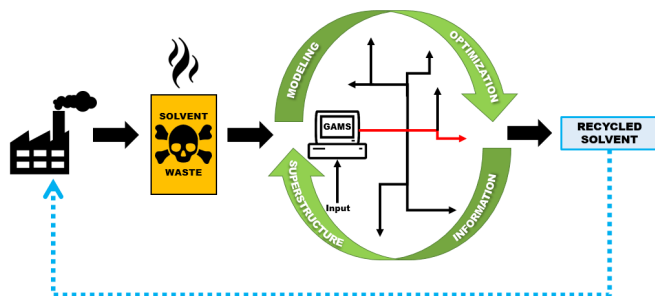 SOLVENT
WASTE
MODELING
OPTIMIZATION
GAMS
Input
SUPERSTRUCTURE
INFORMATION
RECYCLED
SOLVENT